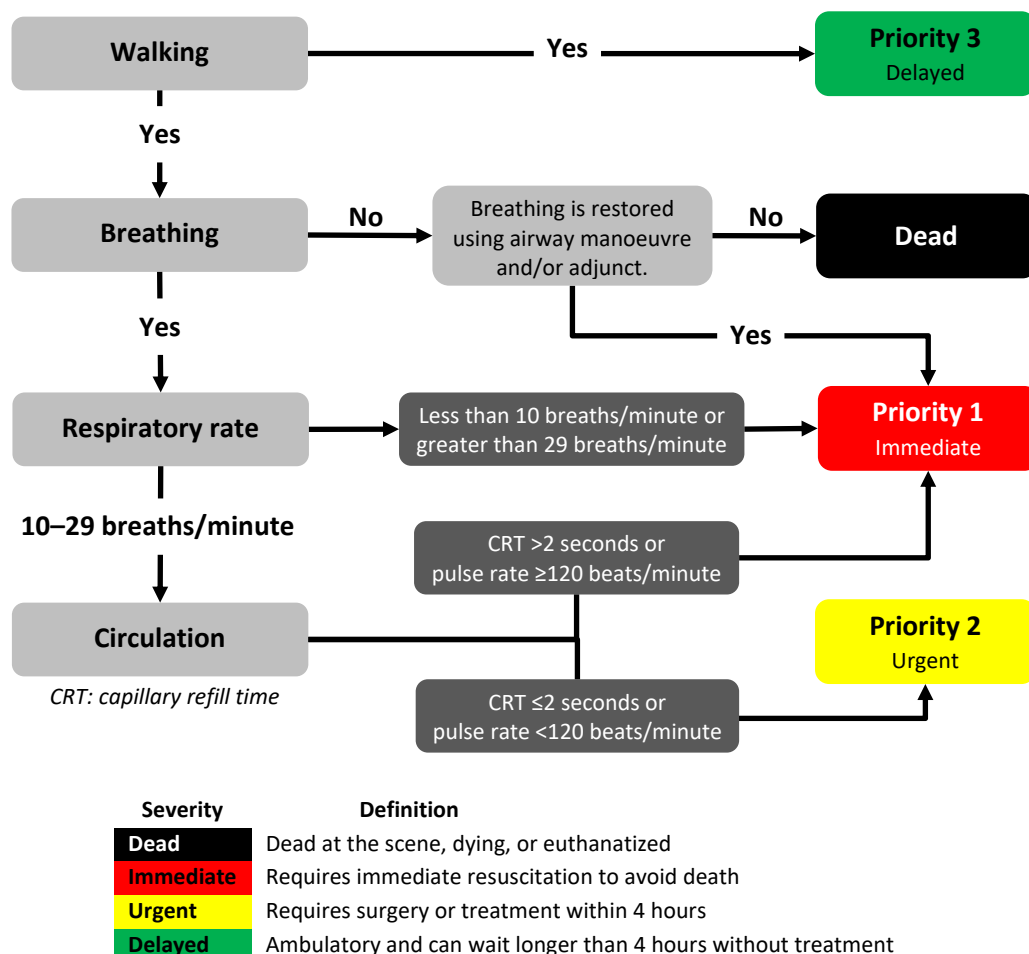 Walking
Yes
Priority 3
Delayed
Yes
Breathing
No
Breathing is restored
using airway manoeuvre
and/or adjunct.
No
Dead
Yes
Yes
Respiratory rate
Less than 10 breaths/minute or
greater than 29 breaths/minute
Priority 1
Immediate
10–29 breaths/minute
CRT >2 seconds or
pulse rate ≥120 beats/minute
Circulation
Priority 2
Urgent
CRT: capillary refill time
CRT ≤2 seconds or
pulse rate <120 beats/minute
Severity Definition
Dead Dead at the scene, dying, or euthanatized
Immediate Requires immediate resuscitation to avoid death
Urgent Requires surgery or treatment within 4 hours
Delayed Ambulatory and can wait longer than 4 hours without treatment